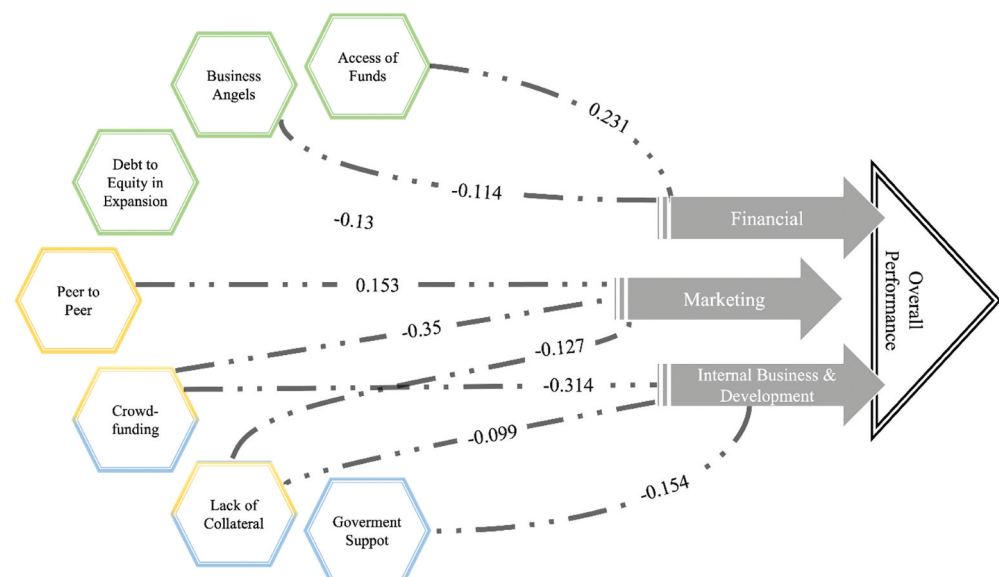 Access of
Funds
Business
Angels
0.231
Debt to
Equity in
Expansion
-0.114
-0.13
Financial
Peer to
Peer
0.153
Marketing
Overall
Performance
-0.35
-0.127
Crowd-
funding
-0.314
Internal Business &
Development
-0.099
Lack of
Collateral
Goverment
Suppot
-0.154